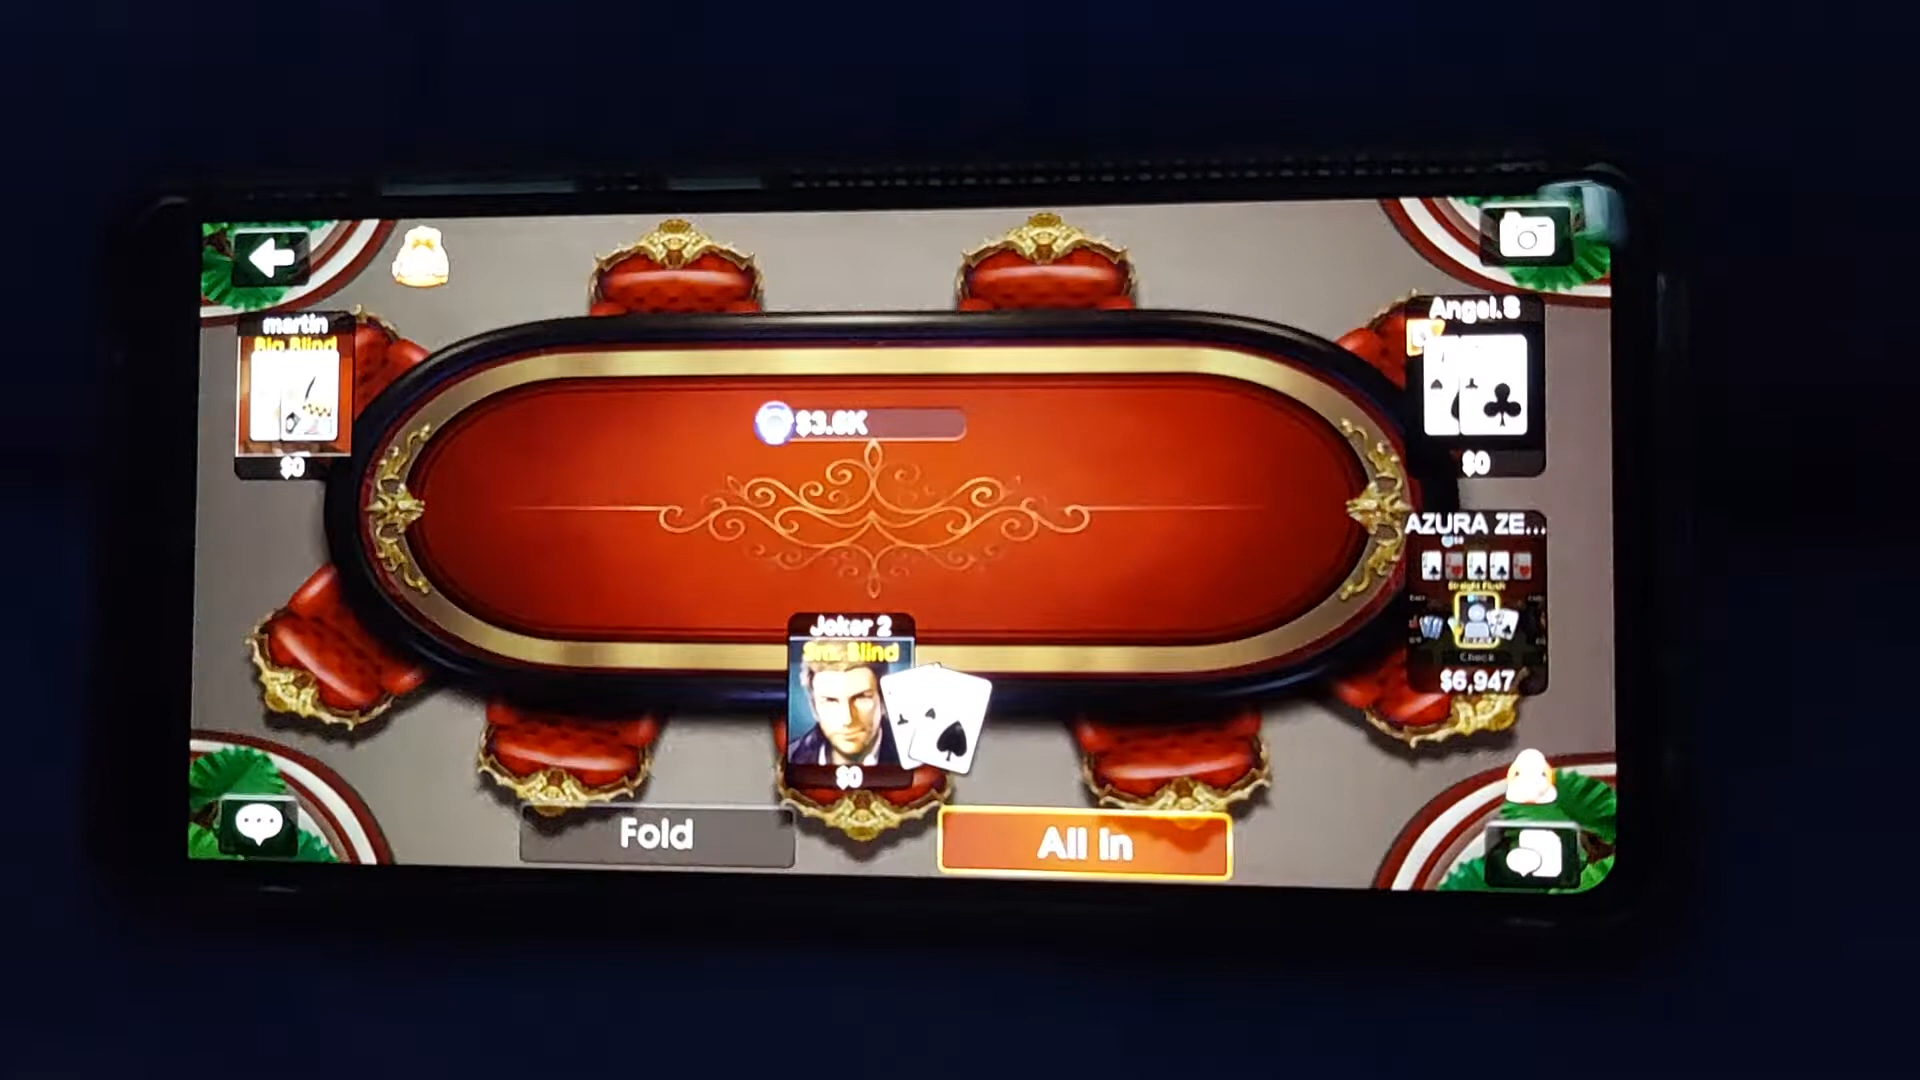 martin
Big Blind
$0
$3.6K
Angel.S
$0
AZURA ZE...
Straight Flush
Check
$6,947
Joker 2
Sm. Blind
$0
Fold
All In